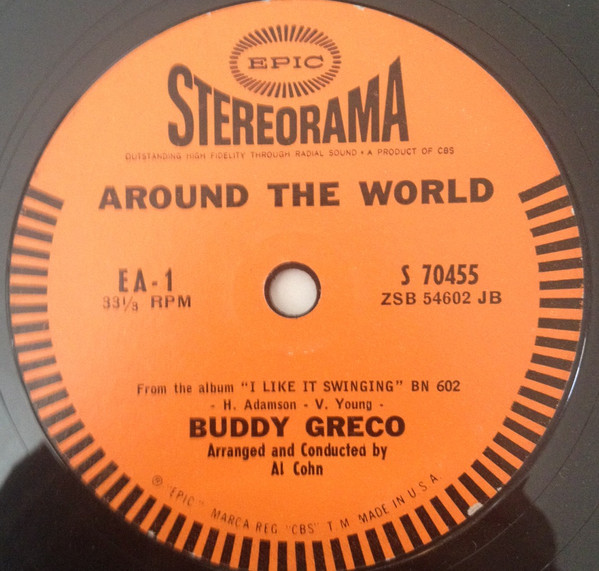 EPIC
STEREORAMA
OUTSTANDING HIGH FIDELITY THROUGH RADIAL SOUND • A PRODUCT OF CBS
AROUND THE WORLD
EA-1
33⅓ RPM
S 70455
ZSB 54602 JB
From the album "I LIKE IT SWINGING" BN 602
- H. Adamson - V. Young -
BUDDY GRECO
Arranged and Conducted by
Al Cohn
℗ "EPIC" MARCA REG "CBS" T.M. MADE IN U.S.A.